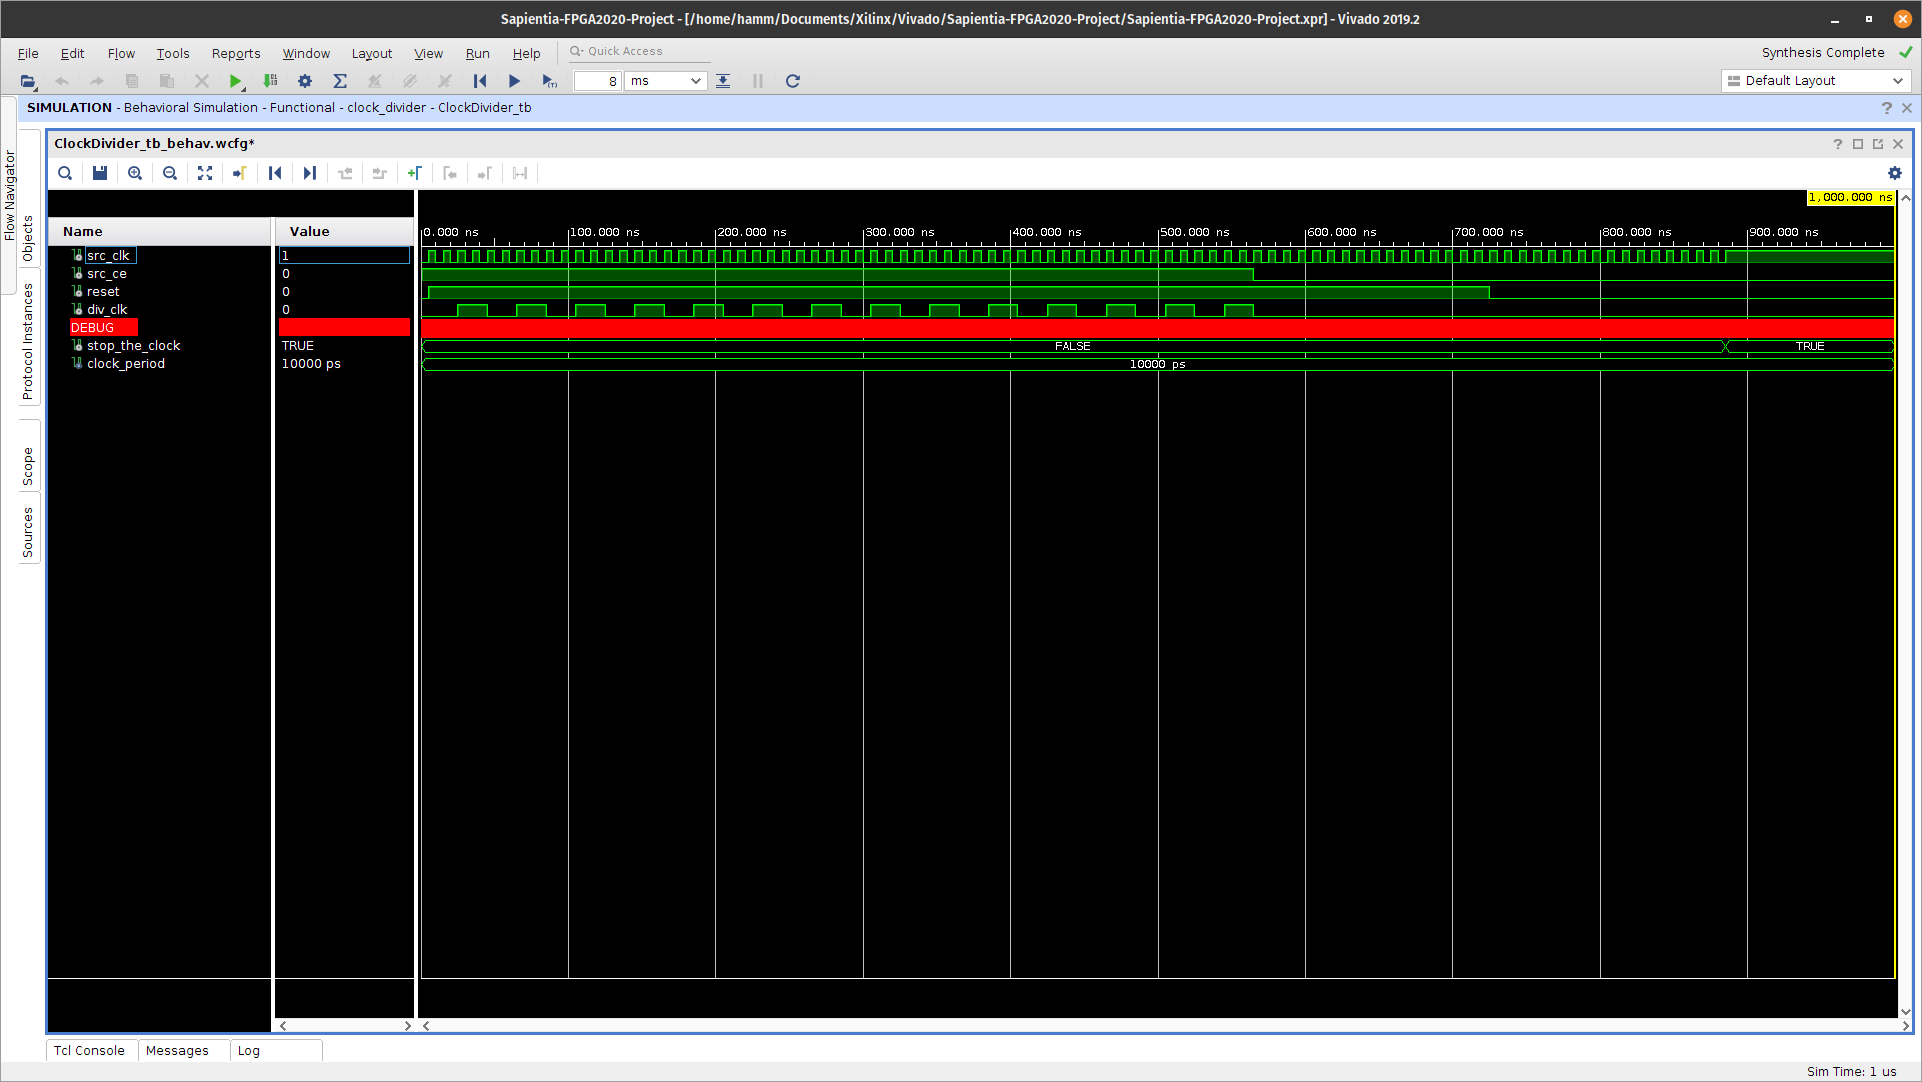 Sapientia-FPGA2020-Project - [/home/hamm/Documents/Xilinx/Vivado/Sapientia-FPGA2020-Project/Sapientia-FPGA2020-Project.xpr] - Vivado 2019.2
File Edit Flow Tools Reports Window Layout View Run Help Quick Access Synthesis Complete
8 ms Default Layout
SIMULATION - Behavioral Simulation - Functional - clock_divider - ClockDivider_tb
Flow Navigator
Objects
Protocol Instances
Scope
Sources
ClockDivider_tb_behav.wcfg*
1,000.000 ns
Name Value 0.000 ns 100.000 ns 200.000 ns 300.000 ns 400.000 ns 500.000 ns 600.000 ns 700.000 ns 800.000 ns 900.000 ns
src_clk 1
src_ce 0
reset 0
div_clk 0
DEBUG
stop_the_clock TRUE FALSE TRUE
clock_period 10000 ps 10000 ps
Tcl Console Messages Log
Sim Time: 1 us